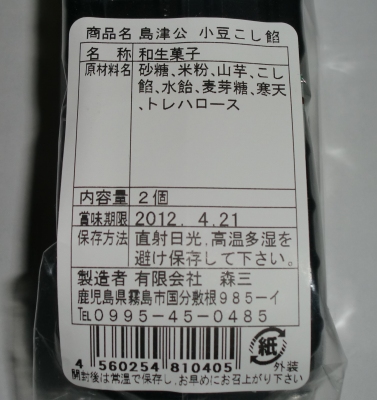 商品名 島津公 小豆こし餡
名称 和生菓子
原材料名 砂糖、米粉、山芋、こし
餡、水飴、麦芽糖、寒天
、トレハロース
内容量 2個
賞味期限 2012. 4.21
保存方法 直射日光、高温多湿を
避け保存して下さい。
製造者 有限会社 森三
鹿児島県霧島市国分敷根985-イ
TEL 0995-45-0485
4 560254 810405
紙
外装
開封後は常温で保存し、お早めにお召上がり下さい